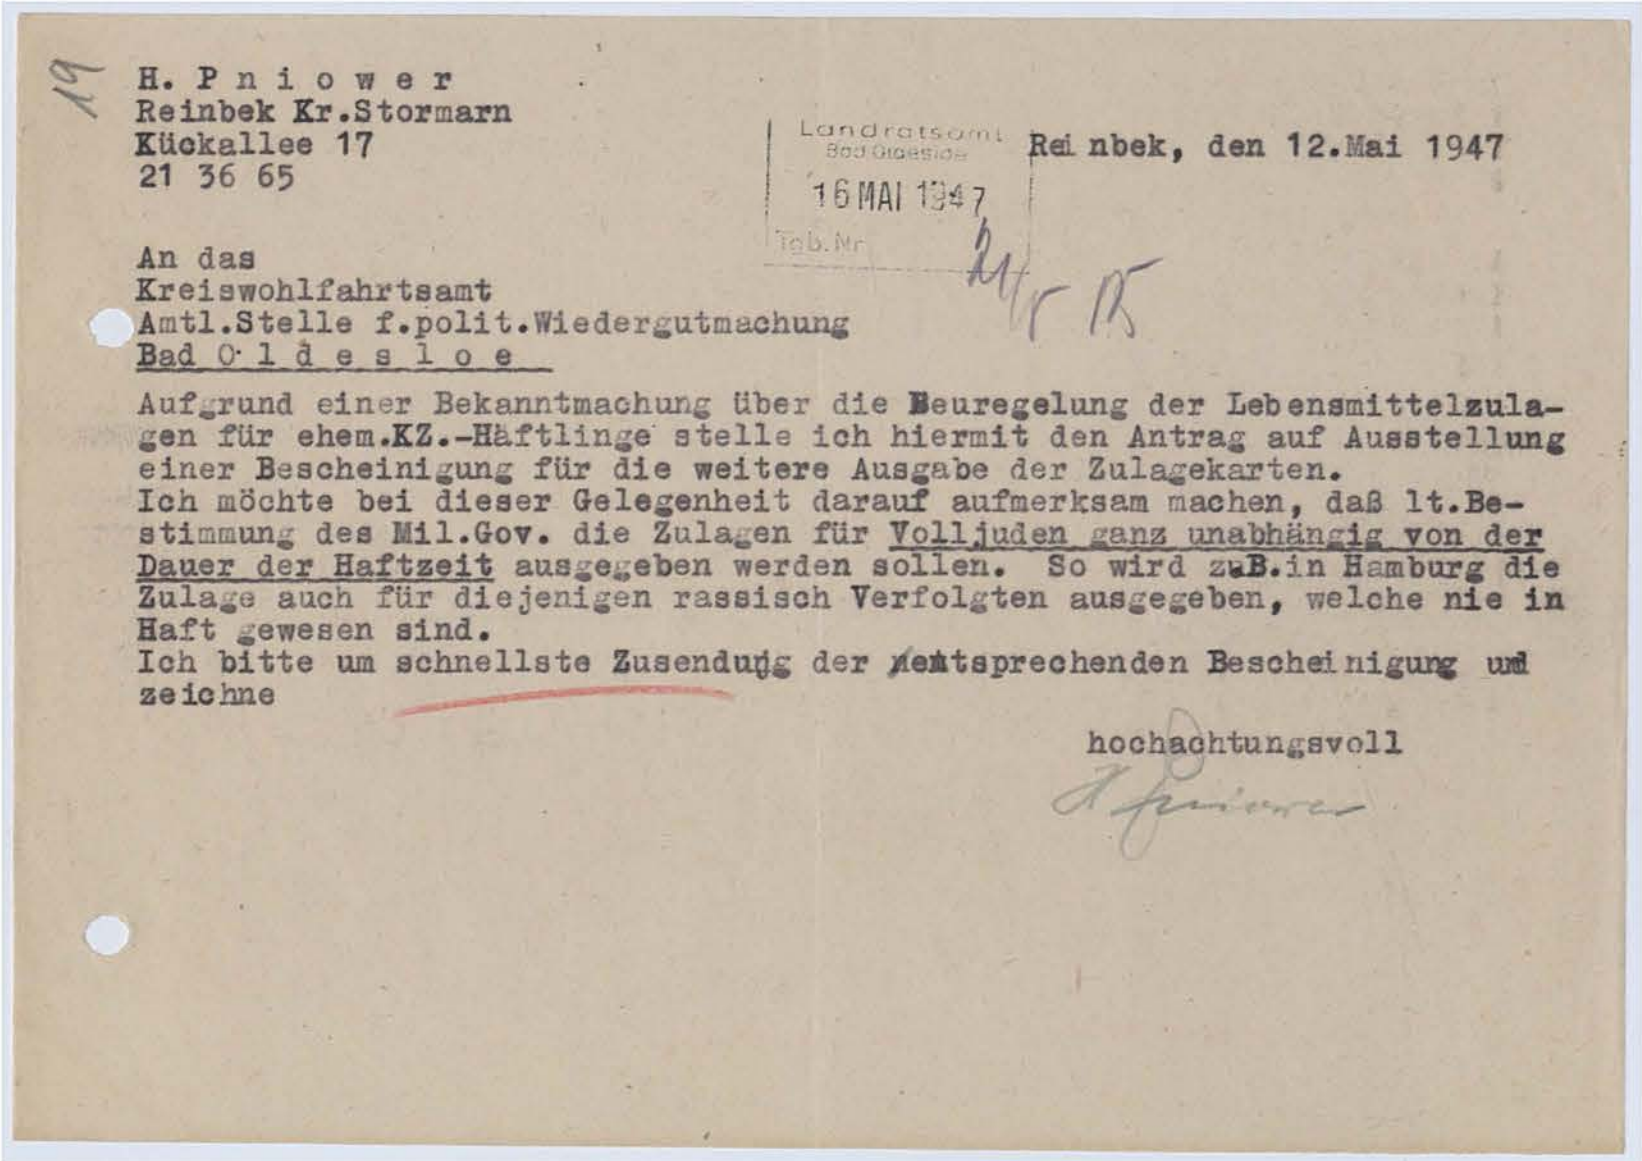 19
H. P n i o w e r
Reinbek Kr.Stormarn
Kückallee 17
21 36 65
Landratsamt
Bad Oldesloe
16 MAI 1947
Tgb. Nr
Reinbek, den 12.Mai 1947
21/5
An das
Kreiswohlfahrtsamt
Amtl.Stelle f.polit.Wiedergutmachung
Bad O l d e s l o e
Aufgrund einer Bekanntmachung über die Neuregelung der Lebensmittelzula-
gen für ehem.KZ.-Häftlinge stelle ich hiermit den Antrag auf Ausstellung
einer Bescheinigung für die weitere Ausgabe der Zulagekarten.
Ich möchte bei dieser Gelegenheit darauf aufmerksam machen, daß lt.Be-
stimmung des Mil.Gov. die Zulagen für Volljuden ganz unabhängig von der
Dauer der Haftzeit ausgegeben werden sollen. So wird z.B.in Hamburg die
Zulage auch für diejenigen rassisch Verfolgten ausgegeben, welche nie in
Haft gewesen sind.
Ich bitte um schnellste Zusendung der entsprechenden Bescheinigung und
zeichne
hochachtungsvoll
H Pniower